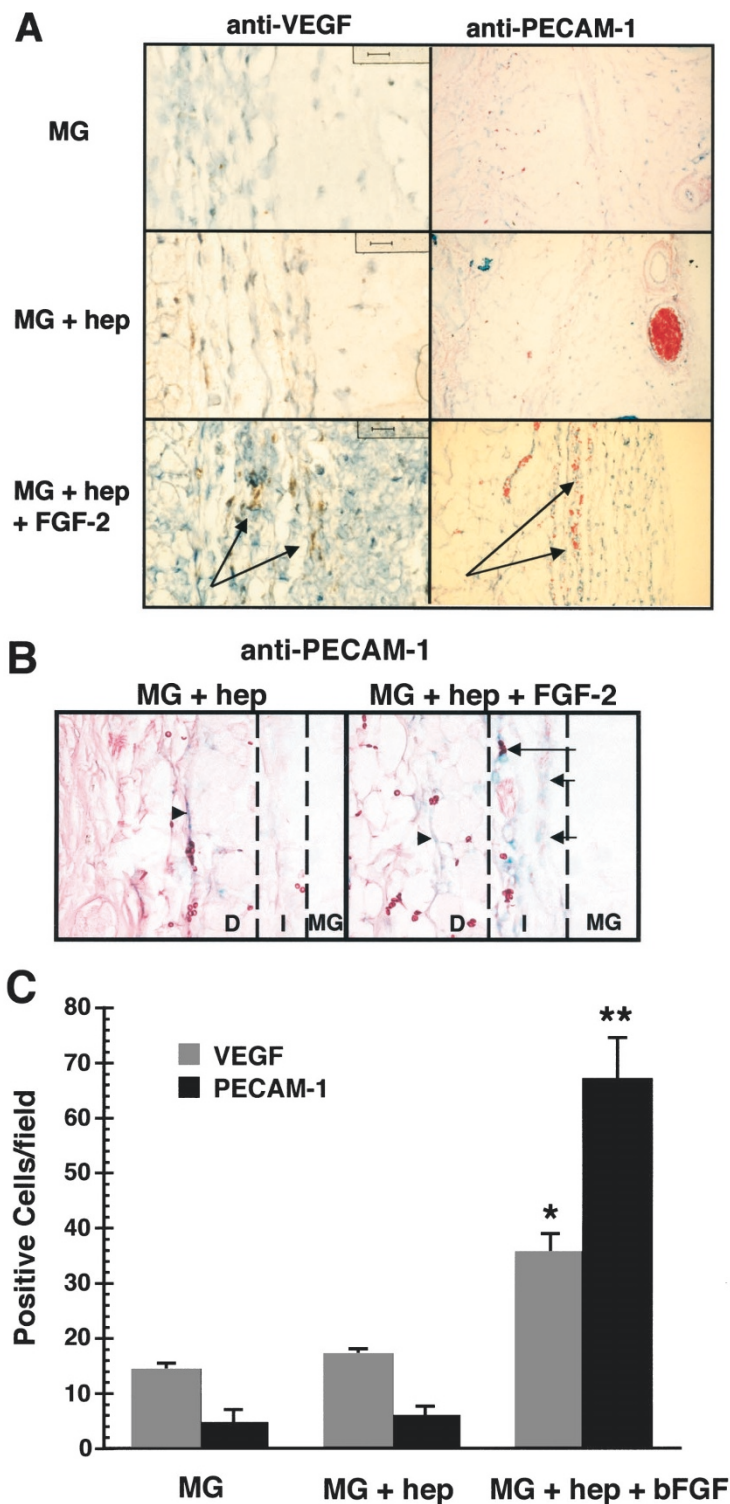 A
anti-VEGF anti-PECAM-1
MG
MG + hep
MG + hep
+ FGF-2
B
anti-PECAM-1
MG + hep MG + hep + FGF-2
D I MG D I MG
C
80
70
60
50
40
30
20
10
0
Positive Cells/field
VEGF
PECAM-1
*
**
MG MG + hep MG + hep + bFGF